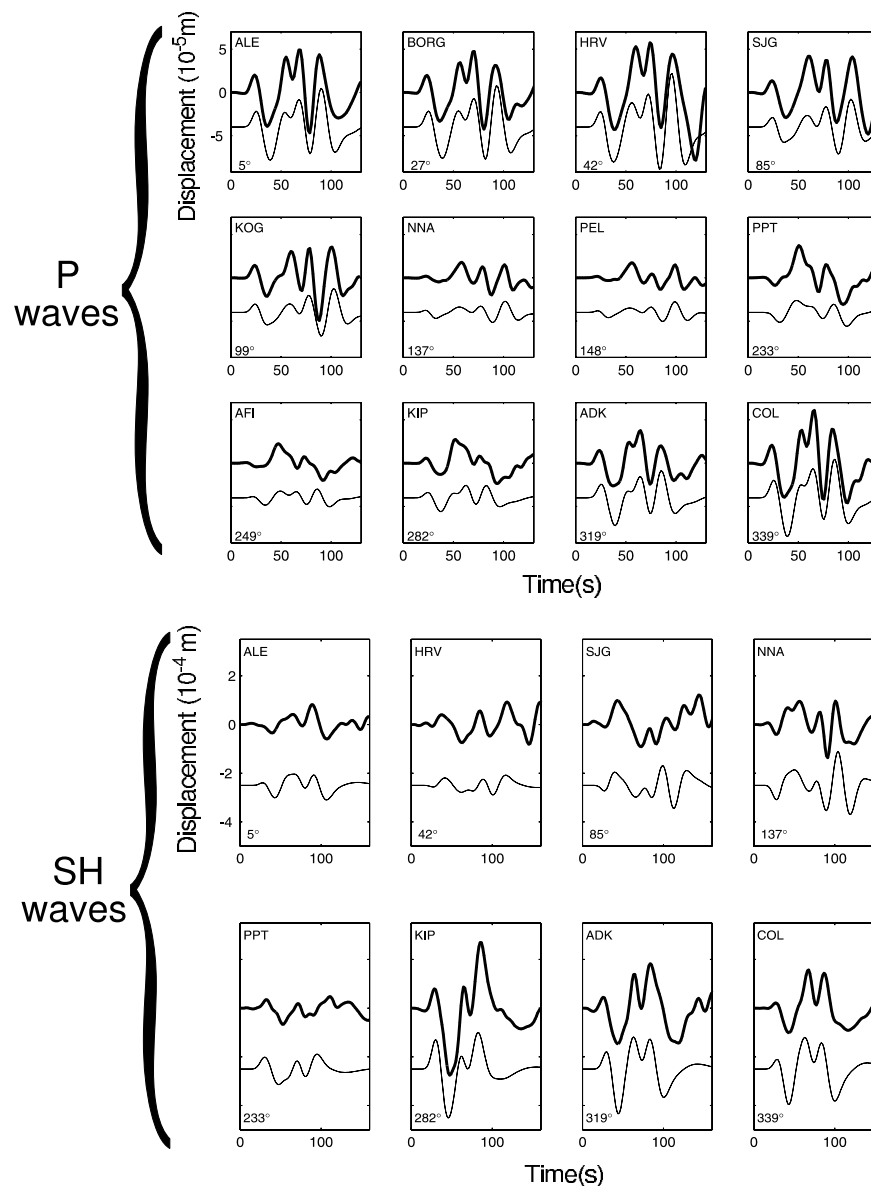 P
waves
Displacement (10⁻⁵m)
ALE
BORG
HRV
SJG
5
0
-5
5°
27°
42°
85°
0 50 100
0 50 100
0 50 100
0 50 100
KOG
NNA
PEL
PPT
99°
137°
148°
233°
0 50 100
0 50 100
0 50 100
0 50 100
AFI
KIP
ADK
COL
249°
282°
319°
339°
0 50 100
0 50 100
0 50 100
0 50 100
Time(s)
SH
waves
Displacement (10⁻⁴ m)
ALE
HRV
SJG
NNA
2
0
-2
-4
5°
42°
85°
137°
0 100
0 100
0 100
0 100
PPT
KIP
ADK
COL
233°
282°
319°
339°
0 100
0 100
0 100
0 100
Time(s)